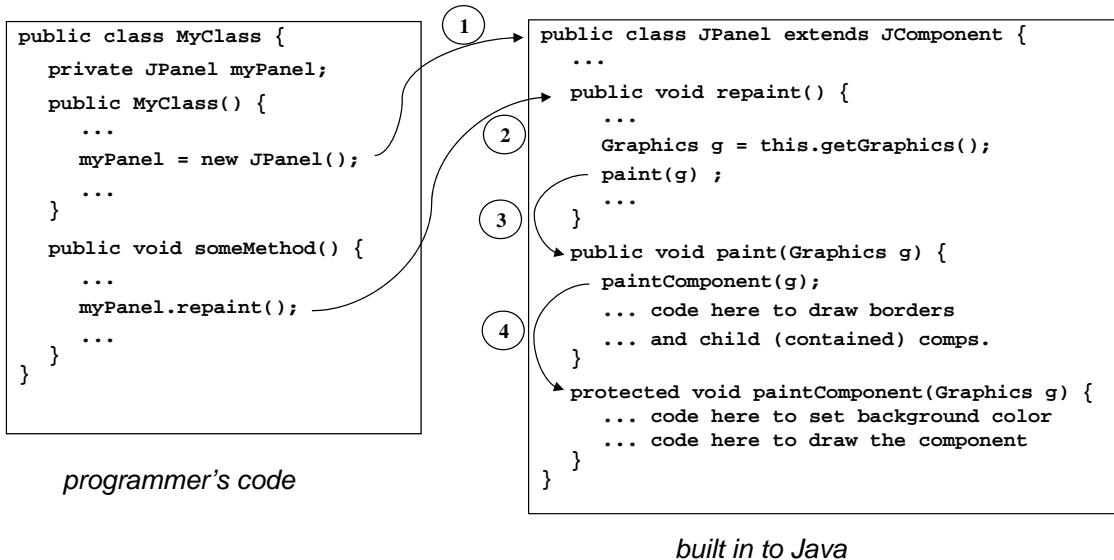 public class MyClass {
private JPanel myPanel;
public MyClass() {
...
myPanel = new JPanel();
...
}
public void someMethod() {
...
myPanel.repaint();
...
}
}
programmer's code
1
2
3
4
public class JPanel extends JComponent {
...
public void repaint() {
...
Graphics g = this.getGraphics();
paint(g) ;
...
}
public void paint(Graphics g) {
paintComponent(g);
... code here to draw borders
... and child (contained) comps.
}
protected void paintComponent(Graphics g) {
... code here to set background color
... code here to draw the component
}
}
built in to Java